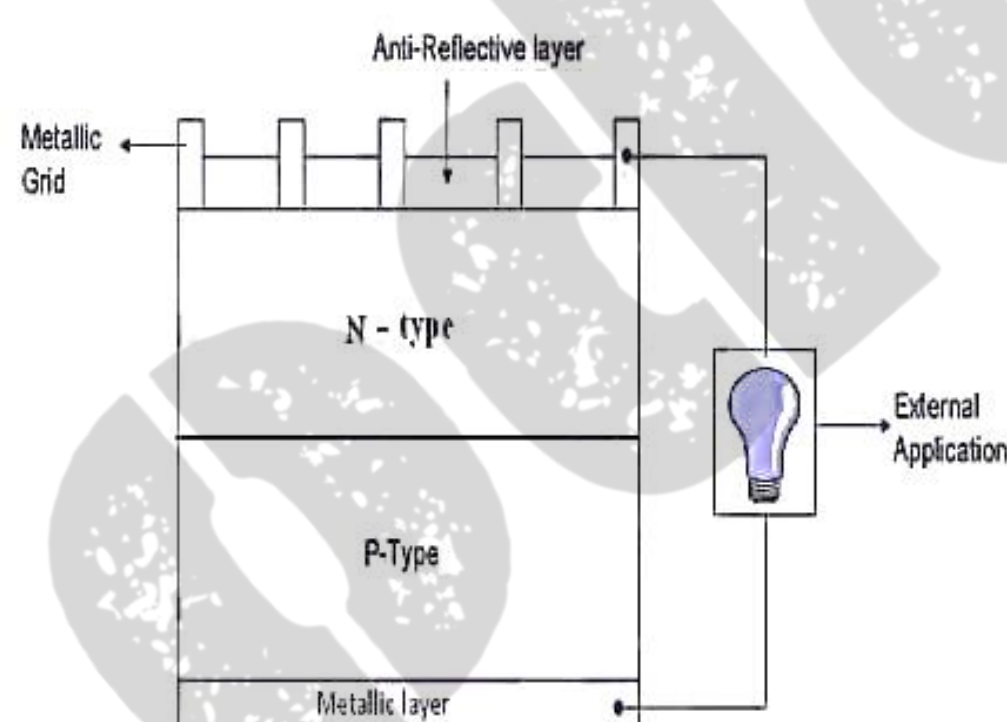 Anti-Reflective layer
Metallic
Grid
N - type
External
Application
P-Type
Metallic layer